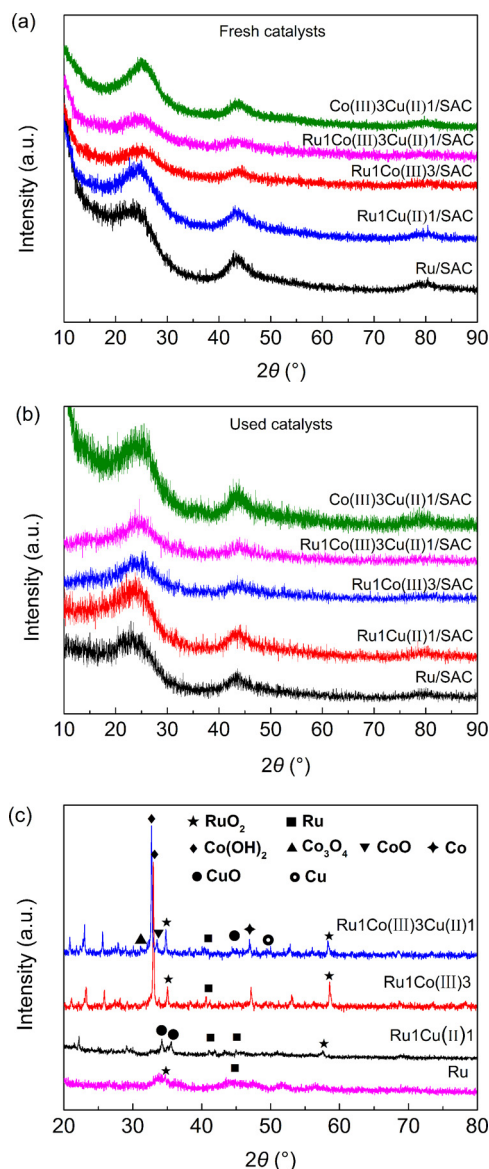 (a)
Fresh catalysts
Co(III)3Cu(II)1/SAC
Ru1Co(III)3Cu(II)1/SAC
Ru1Co(III)3/SAC
Ru1Cu(II)1/SAC
Ru/SAC
Intensity (a.u.)
10 20 30 40 50 60 70 80 90
2θ (°)
(b)
Used catalysts
Co(III)3Cu(II)1/SAC
Ru1Co(III)3Cu(II)1/SAC
Ru1Co(III)3/SAC
Ru1Cu(II)1/SAC
Ru/SAC
Intensity (a.u.)
10 20 30 40 50 60 70 80 90
2θ (°)
(c)
★ RuO₂ ■ Ru
♦ Co(OH)₂ ▲ Co₃O₄ ▼ CoO ✦ Co
● CuO ⭘ Cu
Ru1Co(III)3Cu(II)1
Ru1Co(III)3
Ru1Cu(II)1
Ru
Intensity (a.u.)
20 30 40 50 60 70 80
2θ (°)